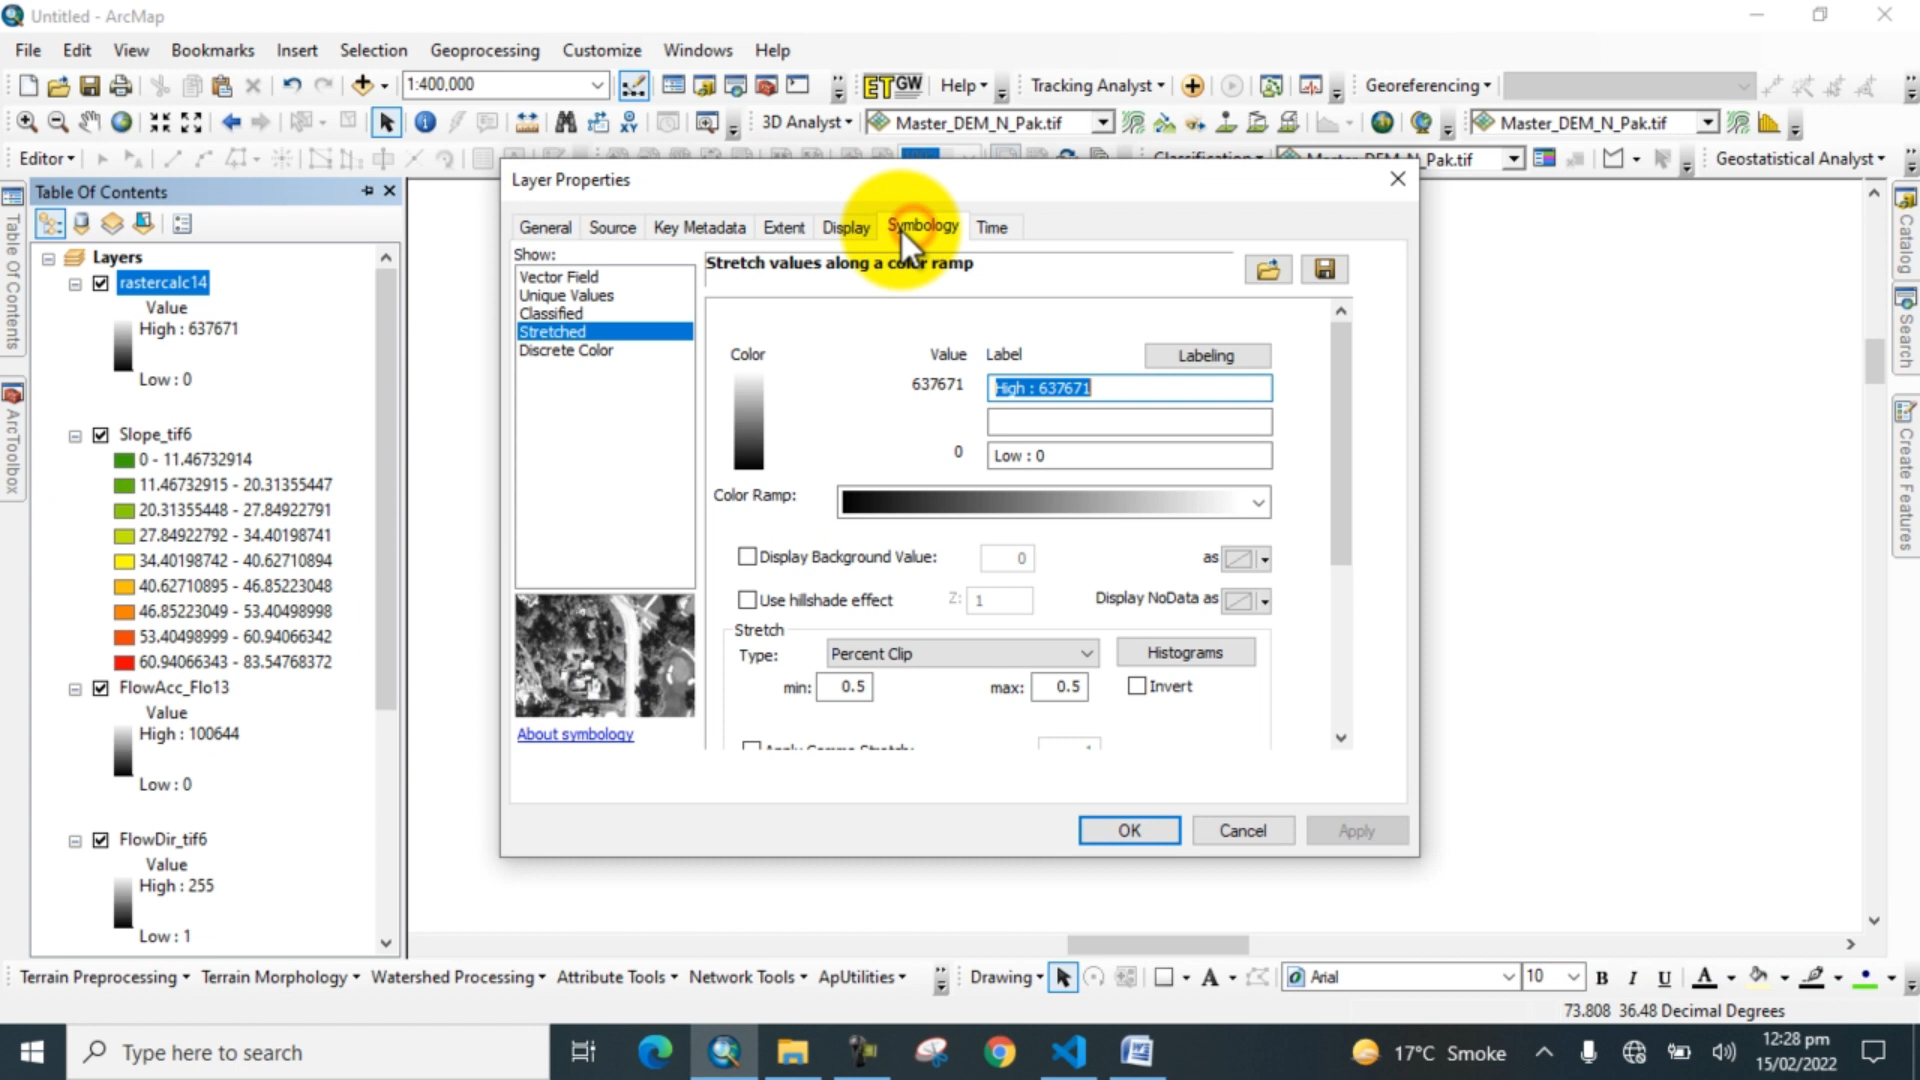 Untitled - ArcMap
File Edit View Bookmarks Insert Selection Geoprocessing Customize Windows Help
1:400,000 ETGW Help Tracking Analyst Georeferencing
3D Analyst Master_DEM_N_Pak.tif Master_DEM_N_Pak.tif
Editor Pak.tif Geostatistical Analyst
Table Of Contents
Table Of Contents
ArcToolbox
Layers
rastercalc14
Value
High : 637671
Low : 0
Slope_tif6
0 - 11.46732914
11.46732915 - 20.31355447
20.31355448 - 27.84922791
27.84922792 - 34.40198741
34.40198742 - 40.62710894
40.62710895 - 46.85223048
46.85223049 - 53.40498998
53.40498999 - 60.94066342
60.94066343 - 83.54768372
FlowAcc_Flo13
Value
High : 100644
Low : 0
FlowDir_tif6
Value
High : 255
Low : 1
Layer Properties
General Source Key Metadata Extent Display Symbology Time
Show:
Vector Field
Unique Values
Classified
Stretched
Discrete Color
About symbology
Stretch values along a color ramp
Color Value Label Labeling
637671 High : 637671
0 Low : 0
Color Ramp:
Display Background Value: 0 as
Use hillshade effect Z: 1 Display NoData as
Stretch
Type: Percent Clip Histograms
min: 0.5 max: 0.5 Invert
OK Cancel Apply
Catalog
Search
Create Features
Terrain Preprocessing Terrain Morphology Watershed Processing Attribute Tools Network Tools ApUtilities Drawing A Arial 10 B I U A
73.808 36.48 Decimal Degrees
Type here to search
17°C Smoke
12:28 pm
15/02/2022